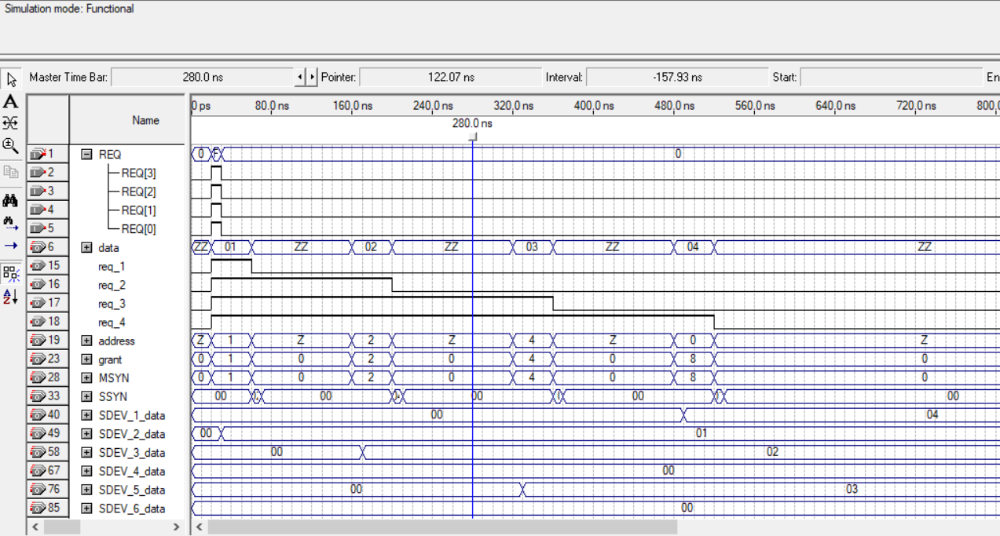 Simulation mode: Functional
Master Time Bar: 280.0 ns Pointer: 122.07 ns Interval: -157.93 ns Start: En
0 ps 80.0 ns 160.0 ns 240.0 ns 320.0 ns 400.0 ns 480.0 ns 560.0 ns 640.0 ns 720.0 ns 800.0
Name
280.0 ns
1 REQ 0 F 0
2 REQ[3]
3 REQ[2]
4 REQ[1]
5 REQ[0]
6 data ZZ 01 ZZ 02 ZZ 03 ZZ 04 ZZ
15 req_1
16 req_2
17 req_3
18 req_4
19 address Z 1 Z 2 Z 4 Z 0 Z
23 grant 0 1 0 2 0 4 0 8 0
28 MSYN 0 1 0 2 0 4 0 8 0
33 SSYN 00 00 00 00 00
40 SDEV_1_data 00 04
49 SDEV_2_data 00 01
58 SDEV_3_data 00 02
67 SDEV_4_data 00
76 SDEV_5_data 00 03
85 SDEV_6_data 00